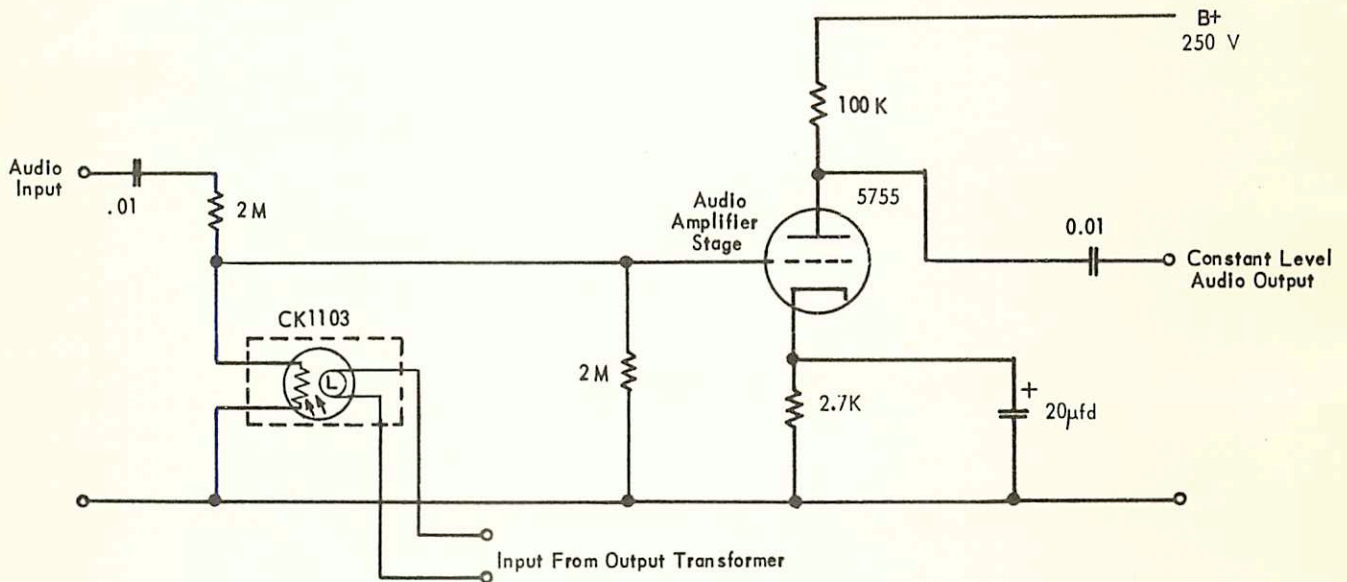 B+
250 V
100 K
Audio
Input
.01
2 M
Audio
Amplifier
Stage
5755
0.01
Constant Level
Audio Output
CK1103
L
2 M
2.7K
+
20μfd
Input From Output Transformer